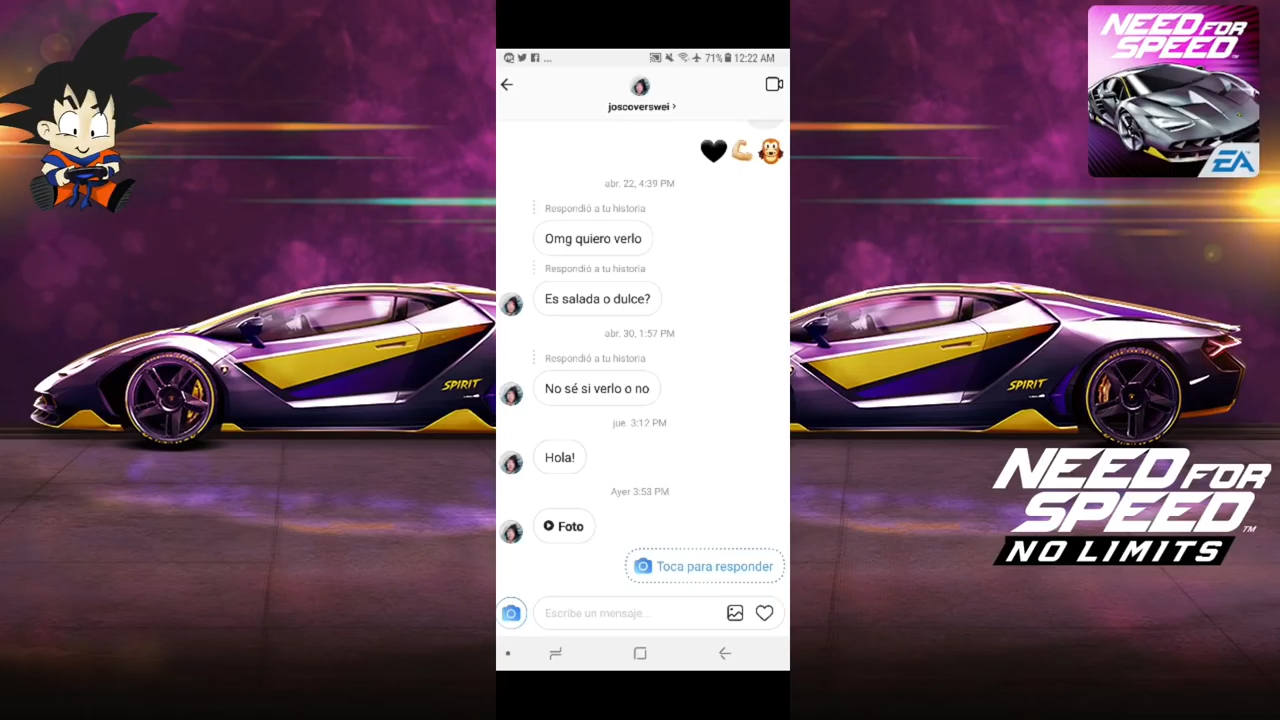 71% 12:22 AM
joscoverswei >
abr. 22, 4:39 PM
Respondió a tu historia
Omg quiero verlo
Respondió a tu historia
Es salada o dulce?
abr. 30, 1:57 PM
Respondió a tu historia
No sé si verlo o no
jue. 3:12 PM
Hola!
Ayer 3:53 PM
Foto
Toca para responder
Escribe un mensaje...
NEED FOR
SPEED™
EA
SPIRIT
SPIRIT
NEED FOR
SPEED™
NO LIMITS